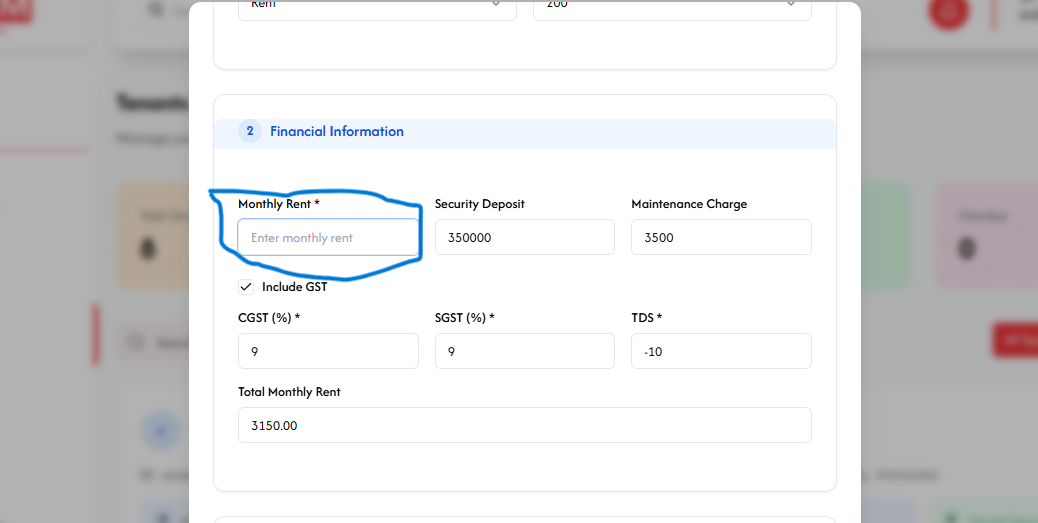 Rent 200
Tenants
2 Financial Information
Monthly Rent * Security Deposit Maintenance Charge
Enter monthly rent 350000 3500
Include GST
CGST (%) * SGST (%) * TDS *
9 9 -10
Total Monthly Rent
3150.00